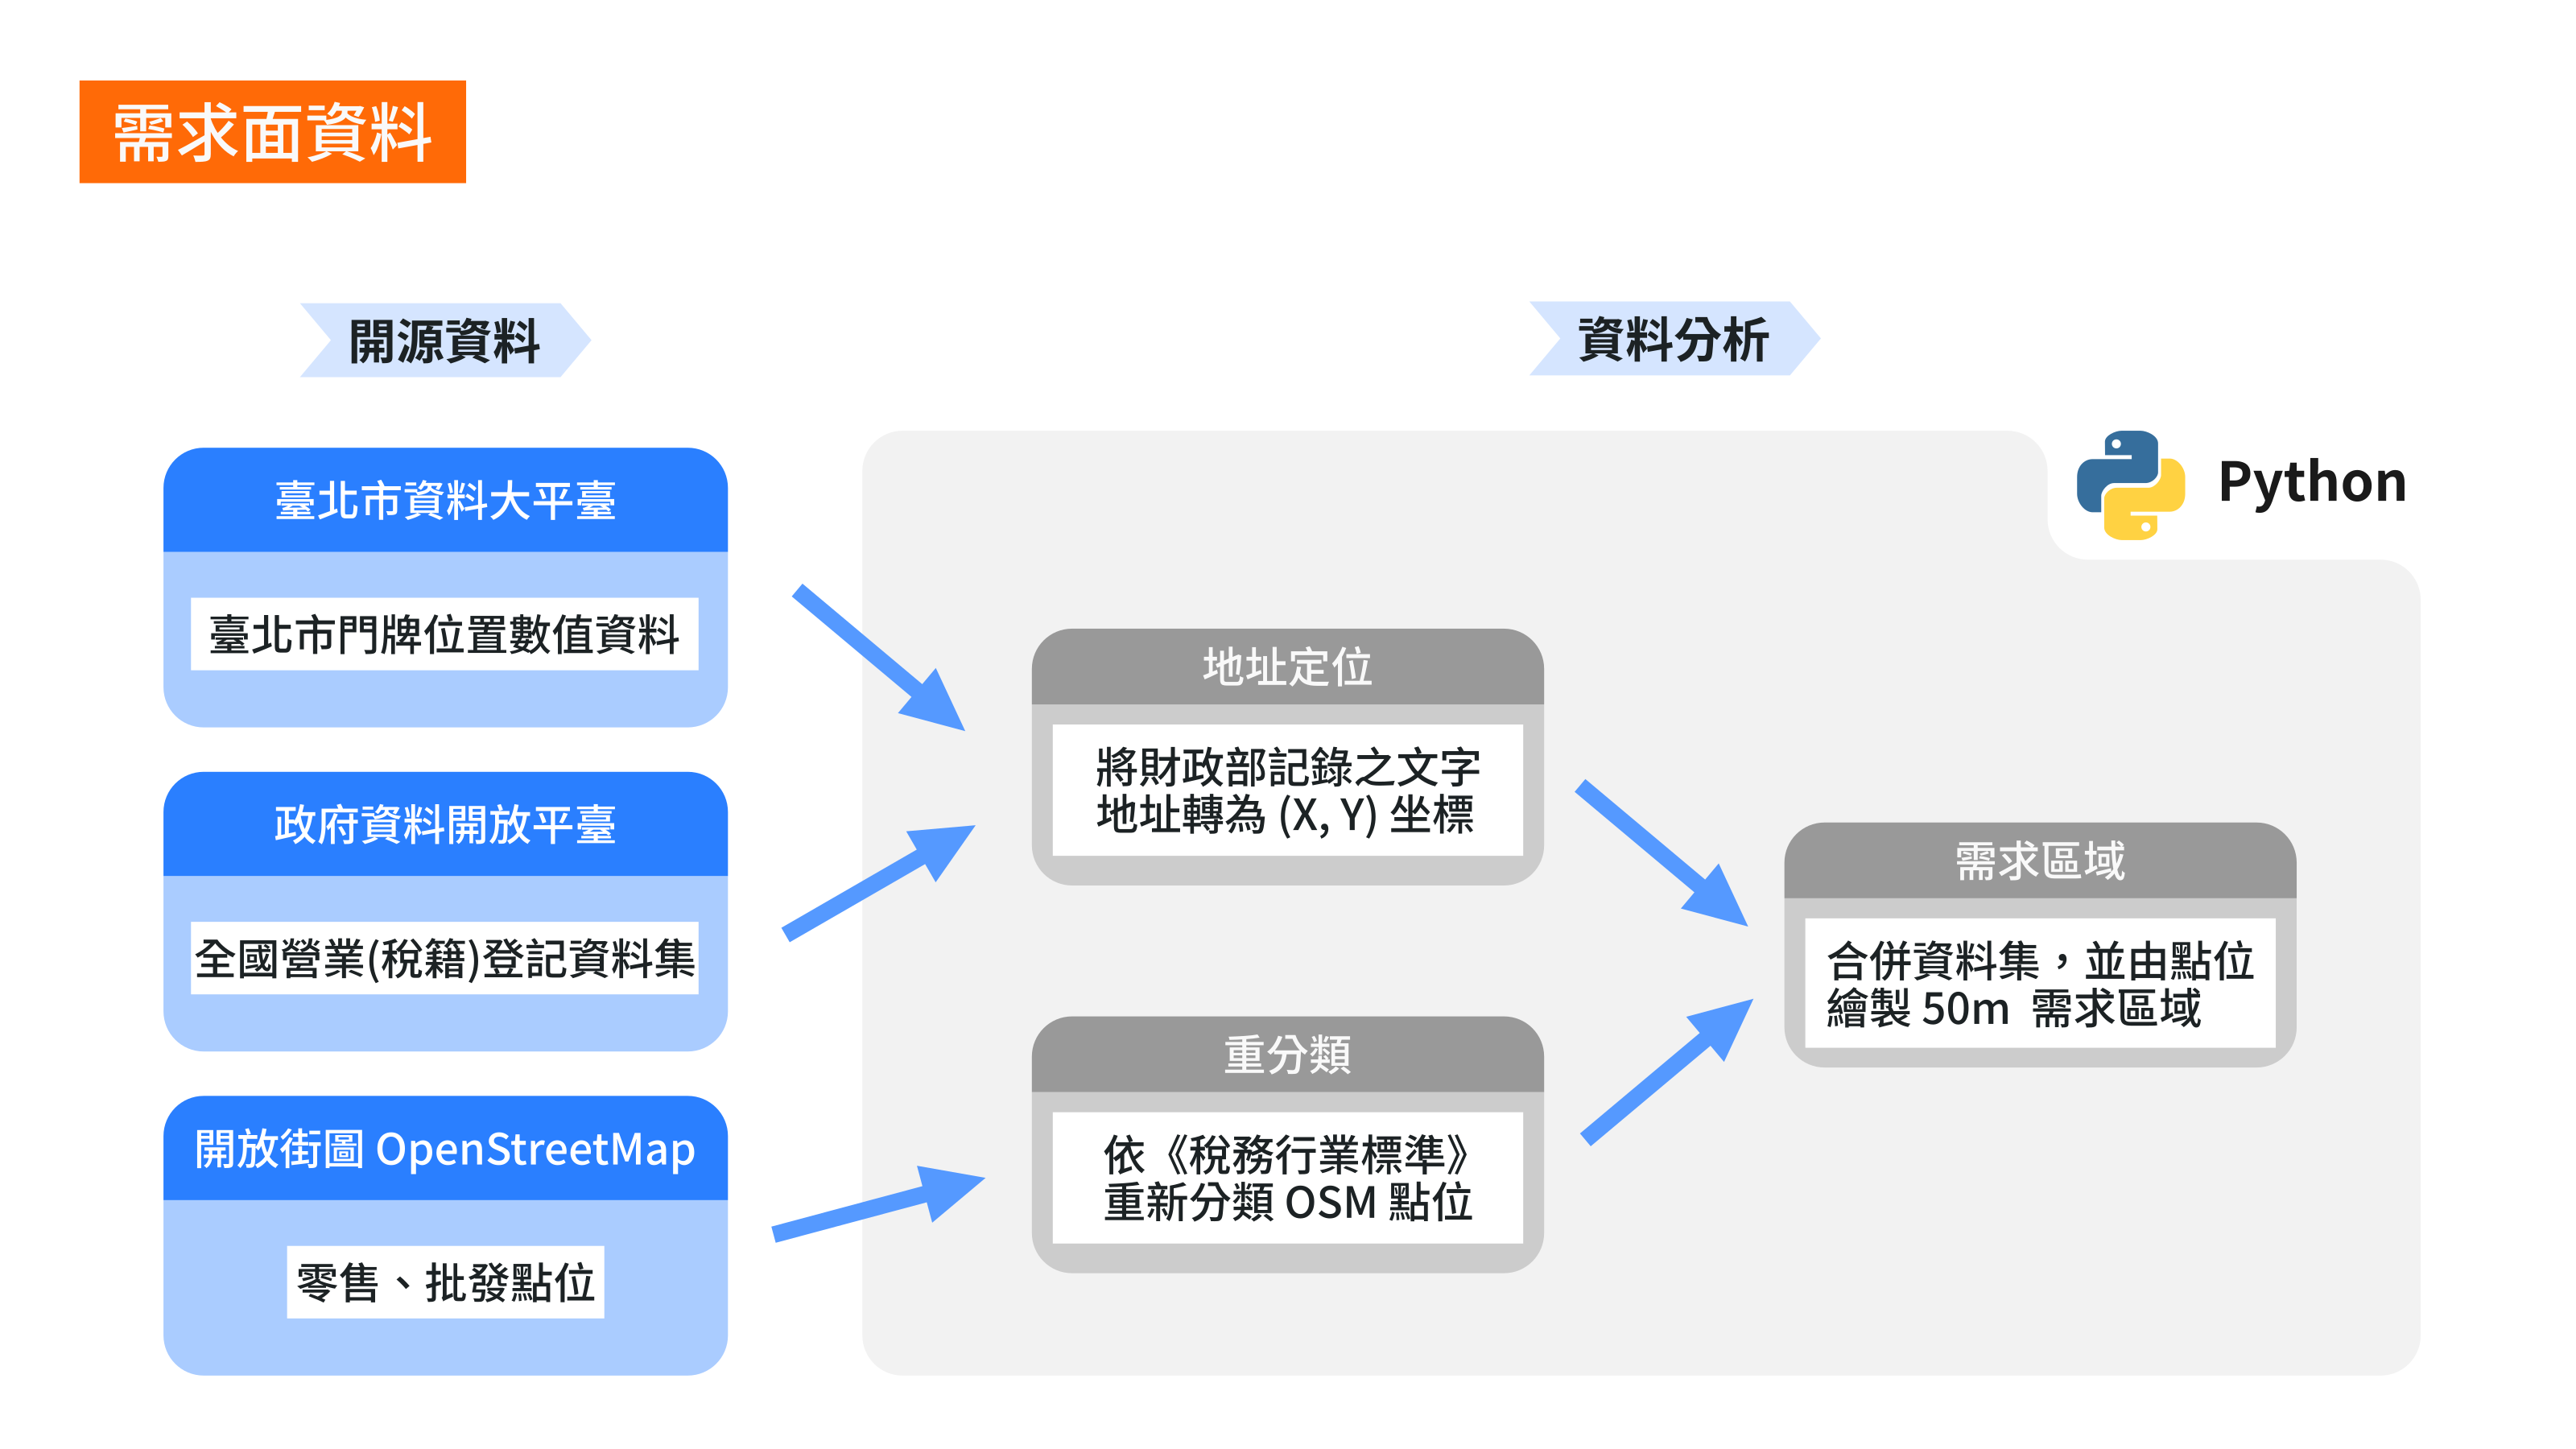 需求面資料
開源資料
資料分析
Python
臺北市資料大平臺
臺北市門牌位置數值資料
政府資料開放平臺
全國營業(稅籍)登記資料集
開放街圖 OpenStreetMap
零售、批發點位
地址定位
將財政部記錄之文字
地址轉為 (X, Y) 坐標
重分類
依《稅務行業標準》
重新分類 OSM 點位
需求區域
合併資料集，並由點位
繪製 50m 需求區域